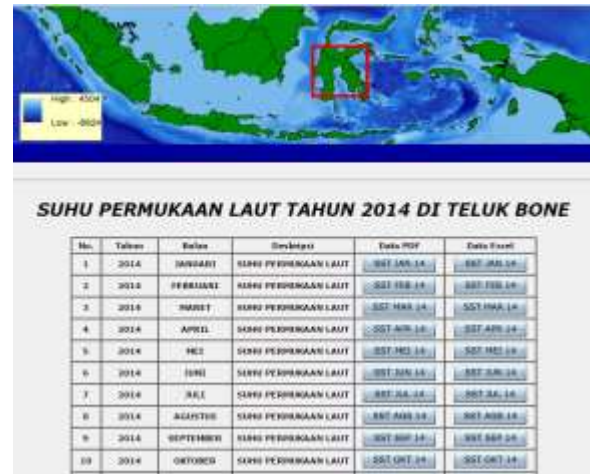 High : 4504
Low : -8024
SUHU PERMUKAAN LAUT TAHUN 2014 DI TELUK BONE
No. Tahun Bulan Deskripsi Data PDF Data Excel
1 2014 JANUARI SUHU PERMUKAAN LAUT SST JAN 14 SST JAN 14
2 2014 FEBRUARI SUHU PERMUKAAN LAUT SST FEB 14 SST FEB 14
3 2014 MARET SUHU PERMUKAAN LAUT SST MAR 14 SST MAR 14
4 2014 APRIL SUHU PERMUKAAN LAUT SST APR 14 SST APR 14
5 2014 MEI SUHU PERMUKAAN LAUT SST MEI 14 SST MEI 14
6 2014 JUNI SUHU PERMUKAAN LAUT SST JUN 14 SST JUN 14
7 2014 JULI SUHU PERMUKAAN LAUT SST JUL 14 SST JUL 14
8 2014 AGUSTUS SUHU PERMUKAAN LAUT SST AGS 14 SST AGS 14
9 2014 SEPTEMBER SUHU PERMUKAAN LAUT SST SEP 14 SST SEP 14
10 2014 OKTOBER SUHU PERMUKAAN LAUT SST OKT 14 SST OKT 14